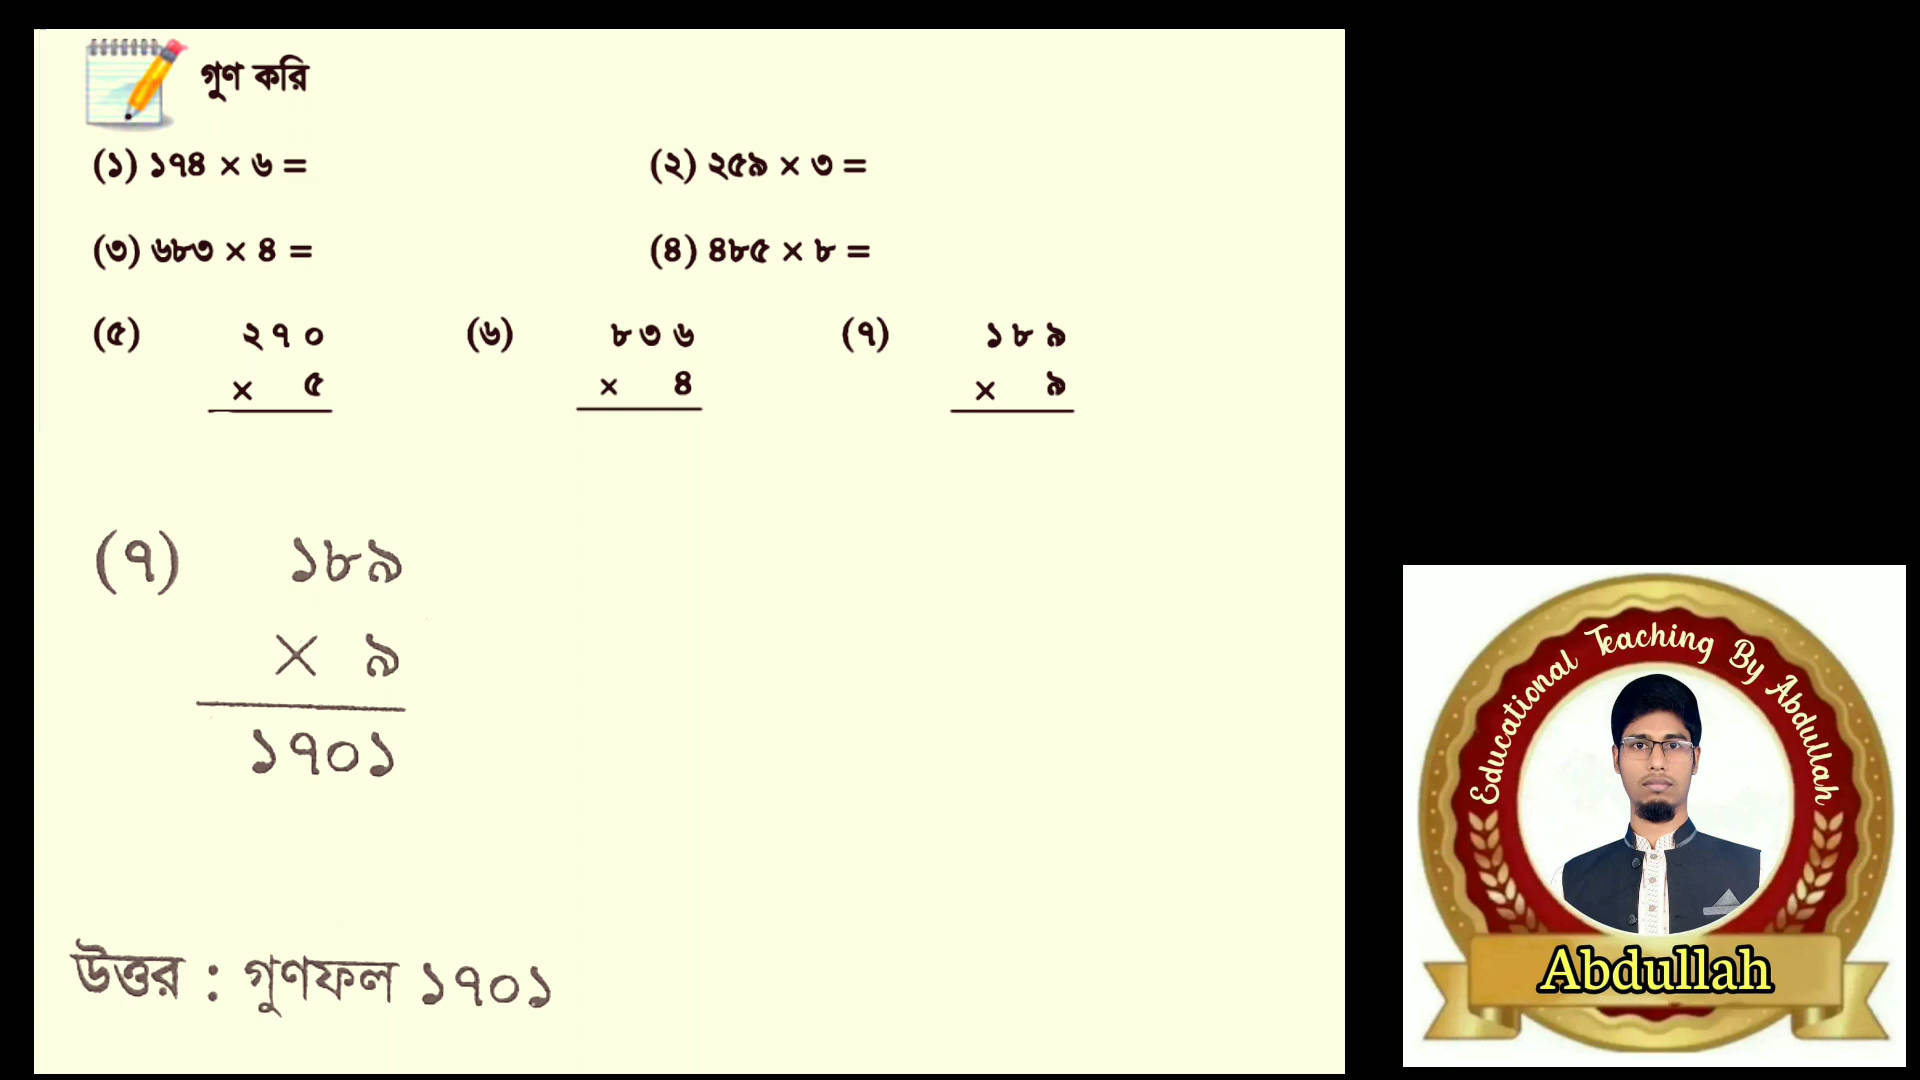 গুণ করি
(১) ১৭৪ × ৬ =
(২) ২৫৯ × ৩ =
(৩) ৬৮৩ × ৪ =
(৪) ৪৮৫ × ৮ =
(৫) ২৭০
× ৫
(৬) ৮৩৬
× ৪
(৭) ১৮৯
× ৯
(৭) ১৮৯
× ৯
১৭০১
উত্তর : গুণফল ১৭০১
Educational Teaching By Abdullah
Abdullah